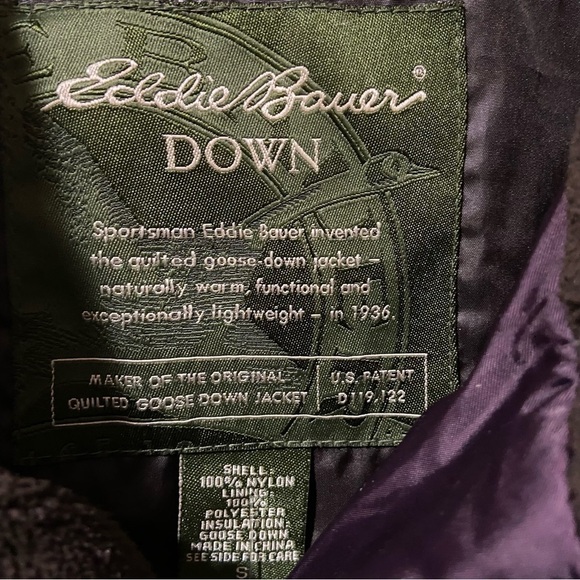 Eddie Bauer®
DOWN
Sportsman Eddie Bauer invented
the quilted goose-down jacket –
naturally warm, functional and
exceptionally lightweight – in 1936.
MAKER OF THE ORIGINAL
QUILTED GOOSE DOWN JACKET
U.S. PATENT
D119,122
SHELL:
100% NYLON
LINING:
100%
POLYESTER
INSULATION:
GOOSE DOWN
MADE IN CHINA
SEE SIDE FOR CARE
S